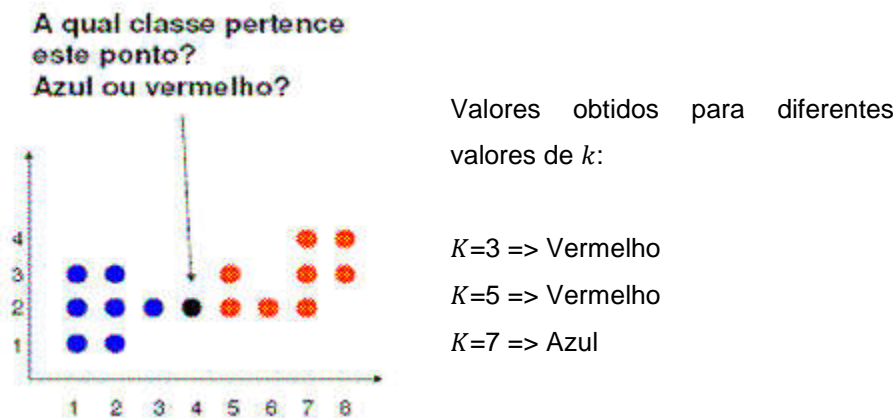 A qual classe pertence
este ponto?
Azul ou vermelho?
Valores obtidos para diferentes
valores de k:
K=3 => Vermelho
K=5 => Vermelho
K=7 => Azul
4
3
2
1
1 2 3 4 5 6 7 8